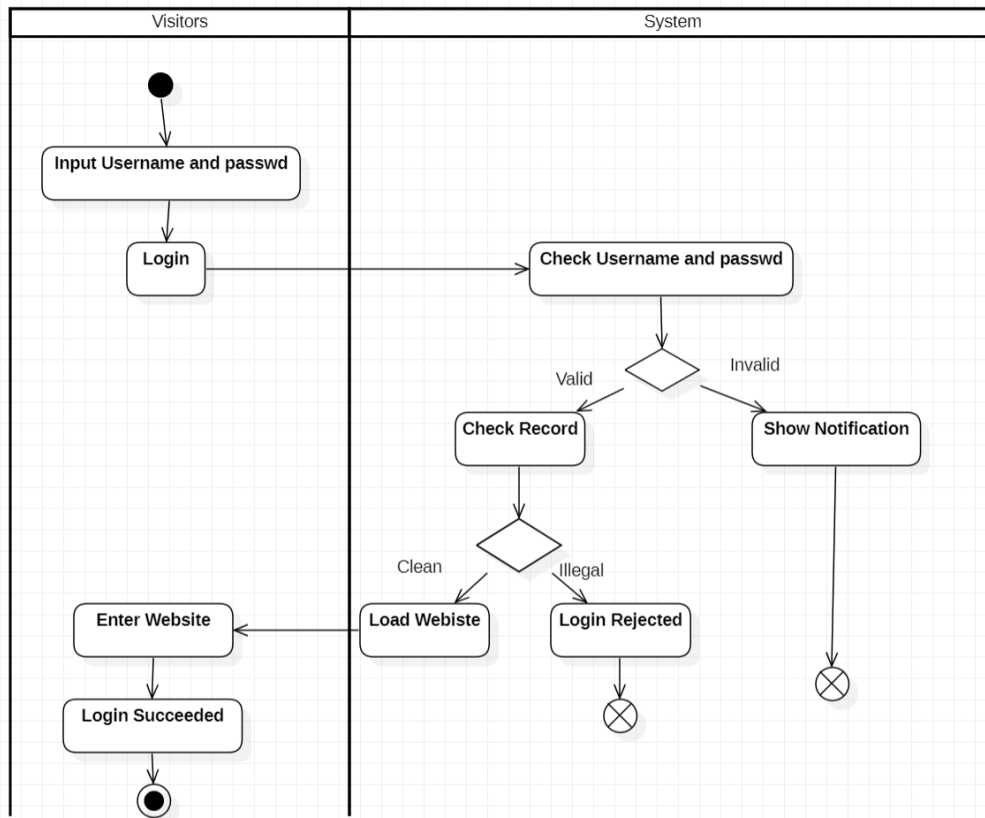 Visitors
System
Input Username and passwd
Login
Check Username and passwd
Valid
Invalid
Check Record
Show Notification
Clean
Illegal
Enter Website
Load Webiste
Login Rejected
Login Succeeded